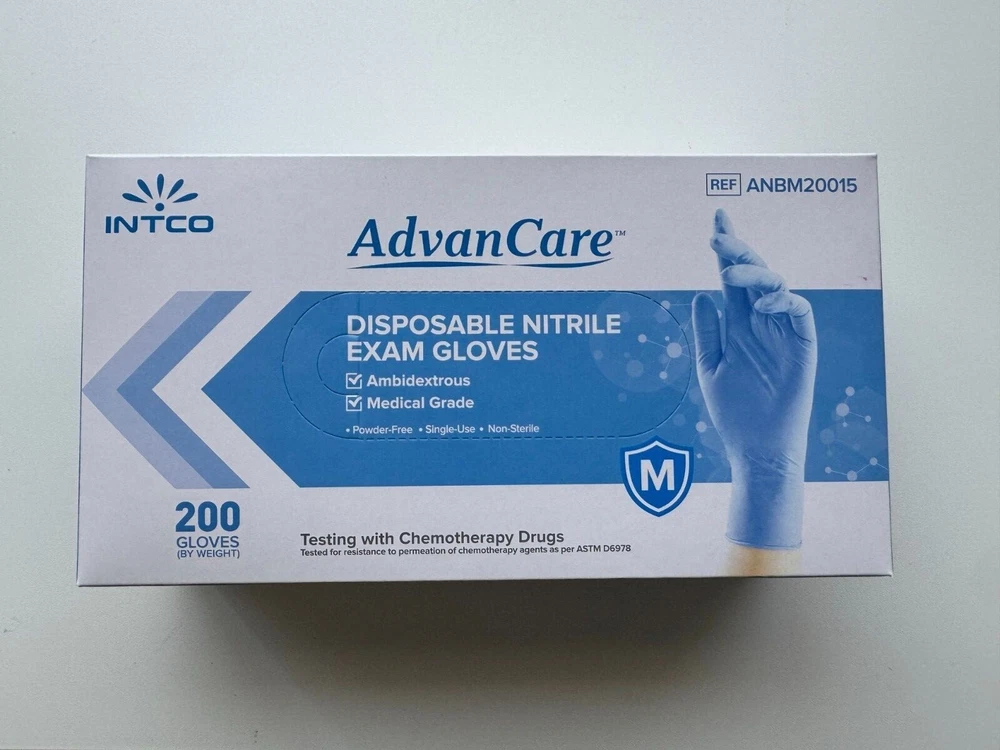 INTCO
REF ANBM20015
AdvanCare™
DISPOSABLE NITRILE
EXAM GLOVES
Ambidextrous
Medical Grade
• Powder-Free • Single-Use • Non-Sterile
M
200
GLOVES
(BY WEIGHT)
Testing with Chemotherapy Drugs
Tested for resistance to permeation of chemotherapy agents as per ASTM D6978